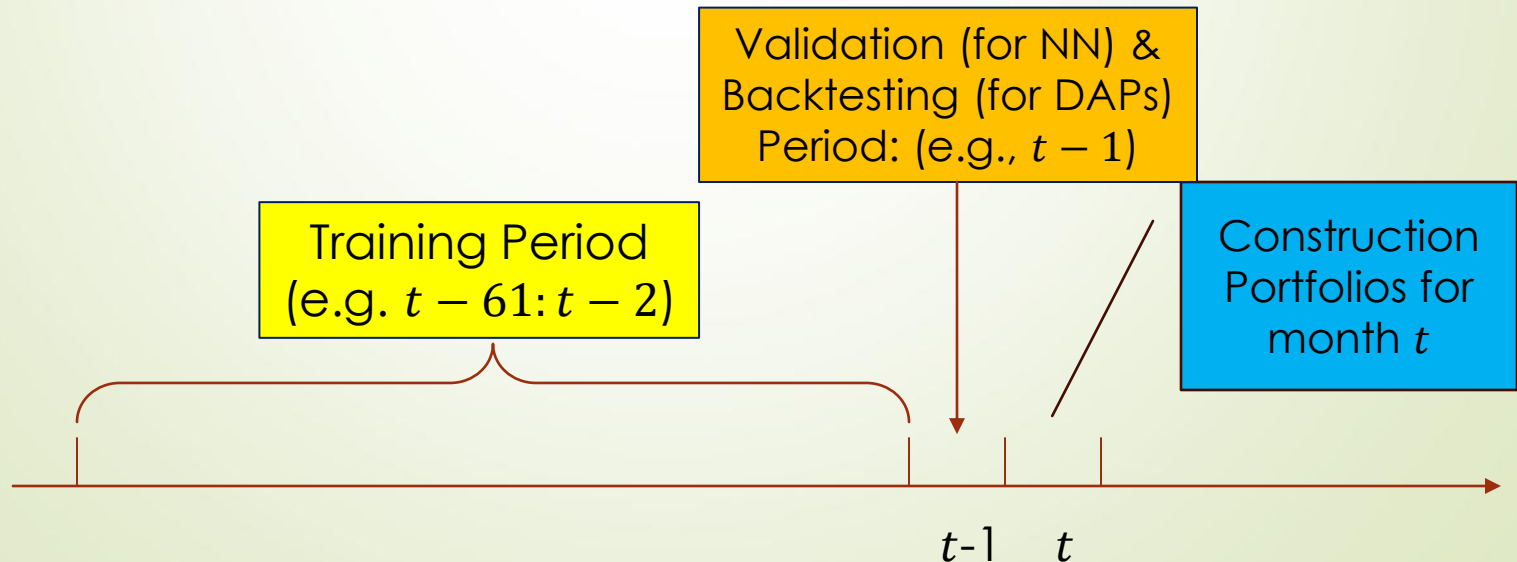 Validation (for NN) &
Backtesting (for DAPs)
Period: (e.g., 𝑡 − 1)
Training Period
(e.g. 𝑡 − 61: 𝑡 − 2)
Construction
Portfolios for
month 𝑡
𝑡-1 𝑡